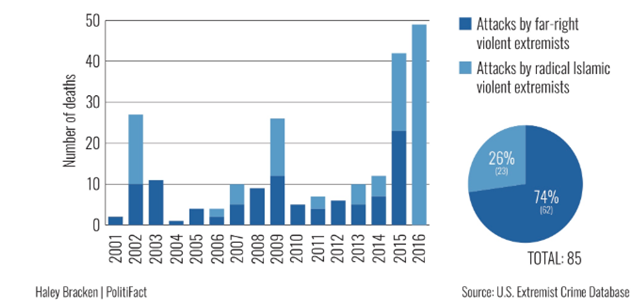 50
40
30
20
10
0
Number of deaths
2001 2002 2003 2004 2005 2006 2007 2008 2009 2010 2011 2012 2013 2014 2015 2016
Attacks by far-right
violent extremists
Attacks by radical Islamic
violent extremists
26%
(23)
74%
(62)
TOTAL: 85
Haley Bracken | PolitiFact
Source: U.S. Extremist Crime Database